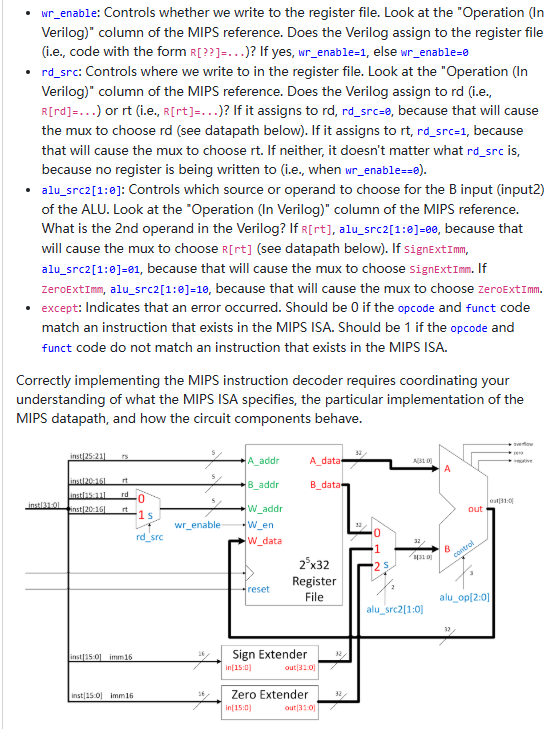 • wr_enable: Controls whether we write to the register file. Look at the "Operation (In
Verilog)" column of the MIPS reference. Does the Verilog assign to the register file
(i.e., code with the form R[??]=...)? If yes, wr_enable=1, else wr_enable=0
• rd_src: Controls where we write to in the register file. Look at the "Operation (In
Verilog)" column of the MIPS reference. Does the Verilog assign to rd (i.e.,
R[rd]=...) or rt (i.e., R[rt]=...)? If it assigns to rd, rd_src=0, because that will cause
the mux to choose rd (see datapath below). If it assigns to rt, rd_src=1, because
that will cause the mux to choose rt. If neither, it doesn't matter what rd_src is,
because no register is being written to (i.e., when wr_enable==0).
• alu_src2[1:0]: Controls which source or operand to choose for the B input (input2)
of the ALU. Look at the "Operation (In Verilog)" column of the MIPS reference.
What is the 2nd operand in the Verilog? If R[rt], alu_src2[1:0]=00, because that
will cause the mux to choose R[rt] (see datapath below). If SignExtImm,
alu_src2[1:0]=01, because that will cause the mux to choose SignExtImm. If
ZeroExtImm, alu_src2[1:0]=10, because that will cause the mux to choose ZeroExtImm.
• except: Indicates that an error occurred. Should be 0 if the opcode and funct code
match an instruction that exists in the MIPS ISA. Should be 1 if the opcode and
funct code do not match an instruction that exists in the MIPS ISA.
Correctly implementing the MIPS instruction decoder requires coordinating your
understanding of what the MIPS ISA specifies, the particular implementation of the
MIPS datapath, and how the circuit components behave.
overflow
zero
negative
inst[25:21] rs 5 A_addr A_data 32 A[31:0] A
inst[20:16] rt 5 B_addr B_data
inst[31:0]
inst[15:11] rd 0 5 W_addr
inst[20:16] rt 1 s
rd_src
wr_enable W_en
W_data
out out[31:0]
32 0
1 32 B
2 s B[31:0] control
2 3
alu_src2[1:0] alu_op[2:0]
2⁵x32
Register
File
reset
32
inst[15:0] imm16 16 Sign Extender 32
in[15:0] out[31:0]
inst[15:0] imm16 16 Zero Extender 32
in[15:0] out[31:0]